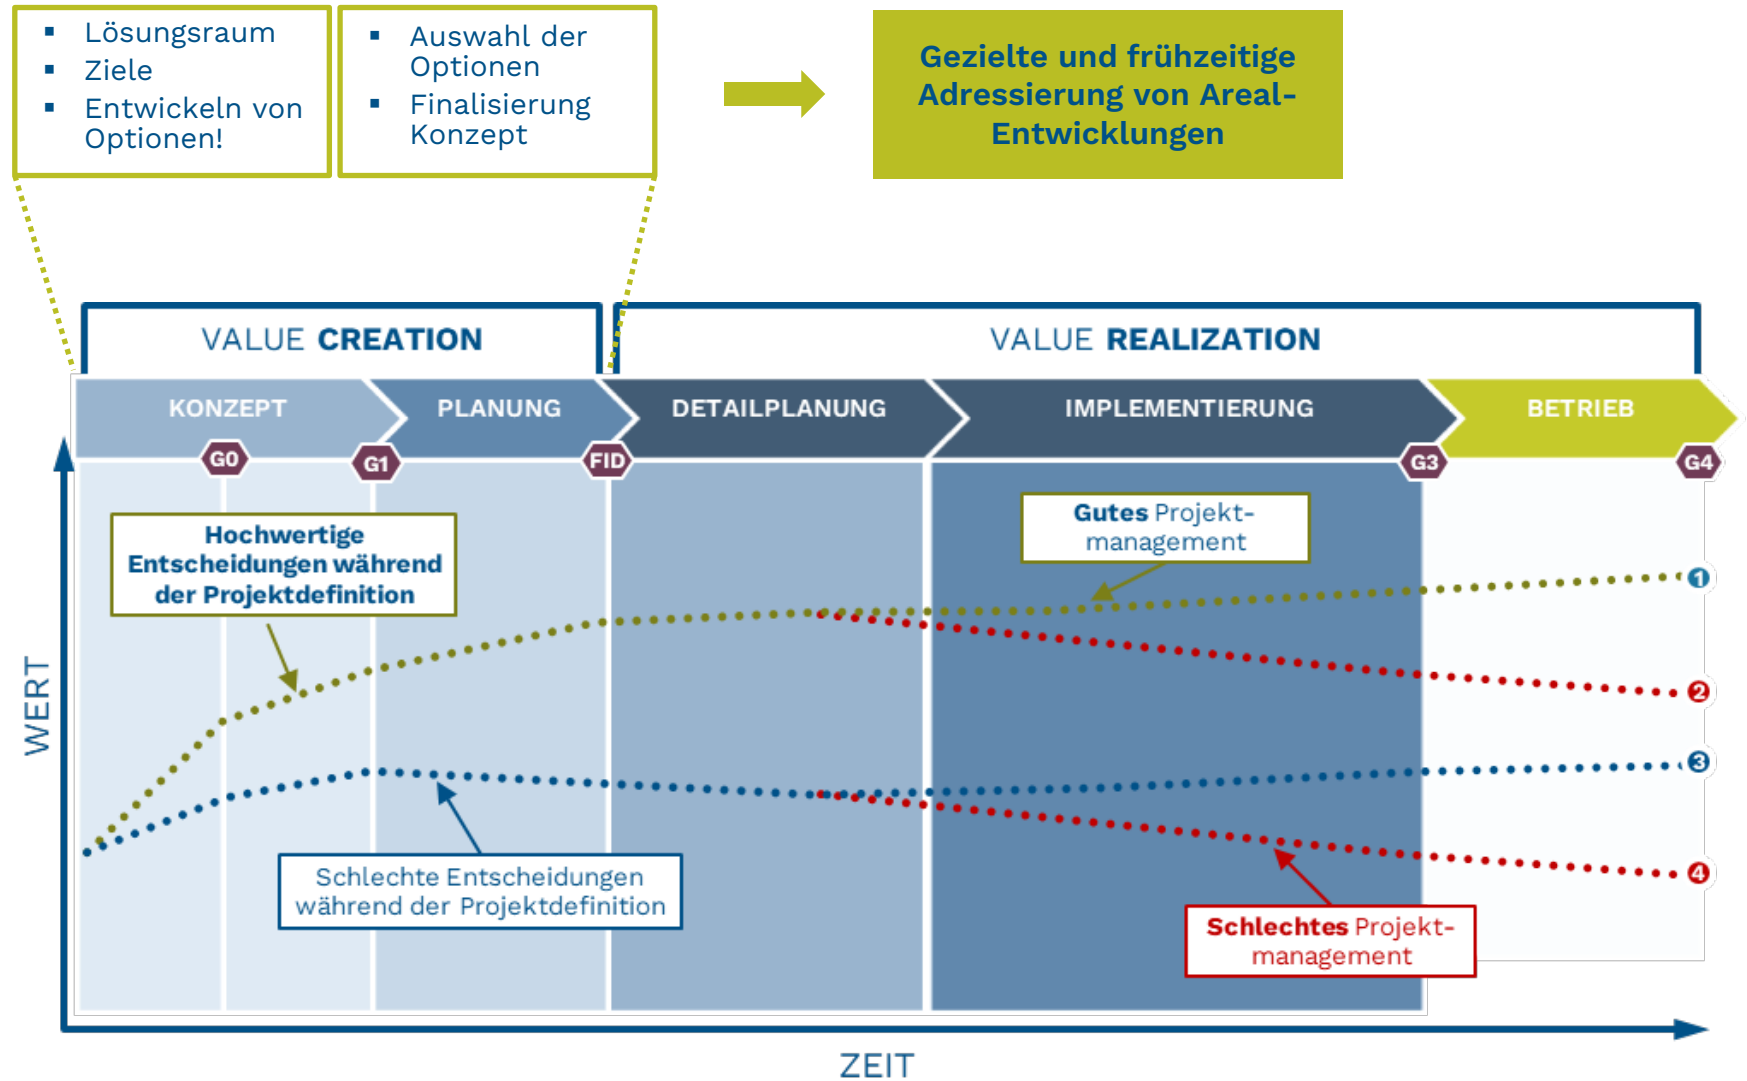 ▪ Lösungsraum
▪ Ziele
▪ Entwickeln von
Optionen!
▪ Auswahl der
Optionen
▪ Finalisierung
Konzept
Gezielte und frühzeitige
Adressierung von Areal-
Entwicklungen
VALUE CREATION
VALUE REALIZATION
KONZEPT
PLANUNG
DETAILPLANUNG
IMPLEMENTIERUNG
BETRIEB
G0
G1
FID
G3
G4
Hochwertige
Entscheidungen während
der Projektdefinition
Gutes Projekt-
management
1
2
3
4
Schlechte Entscheidungen
während der Projektdefinition
Schlechtes Projekt-
management
WERT
ZEIT